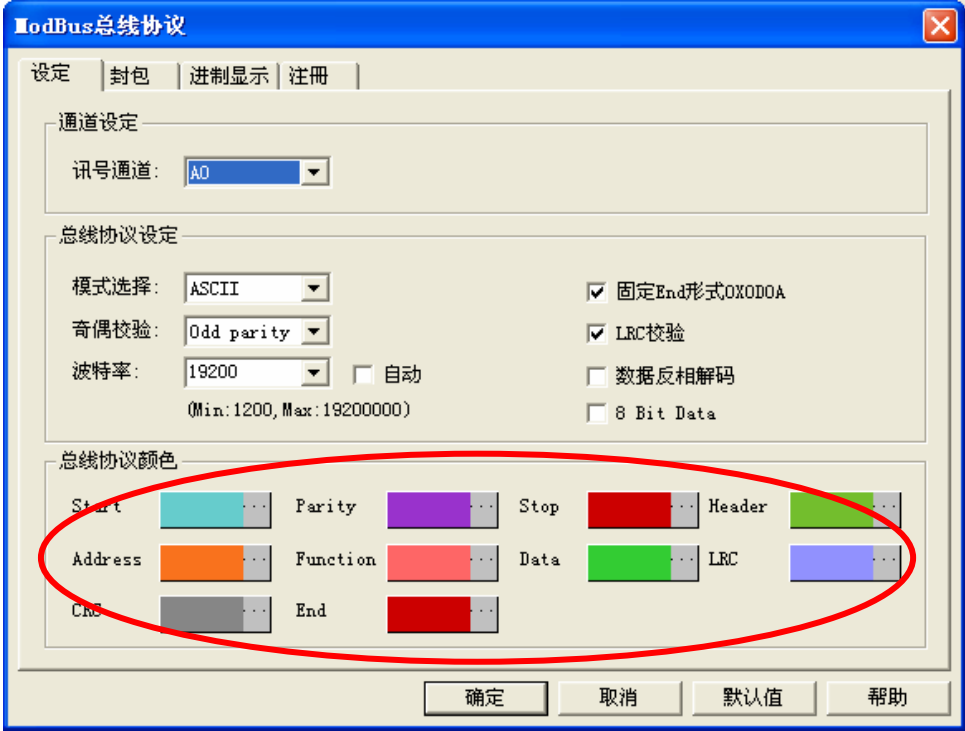 ModBus总线协议
设定 封包 进制显示 注册
通道设定
讯号通道: A0
总线协议设定
模式选择: ASCII 固定End形式0X0D0A
奇偶校验: Odd parity LRC校验
波特率: 19200 自动 数据反相解码
(Min:1200,Max:19200000) 8 Bit Data
总线协议颜色
Start ... Parity ... Stop ... Header ...
Address ... Function ... Data ... LRC ...
CRC ... End ...
确定 取消 默认值 帮助